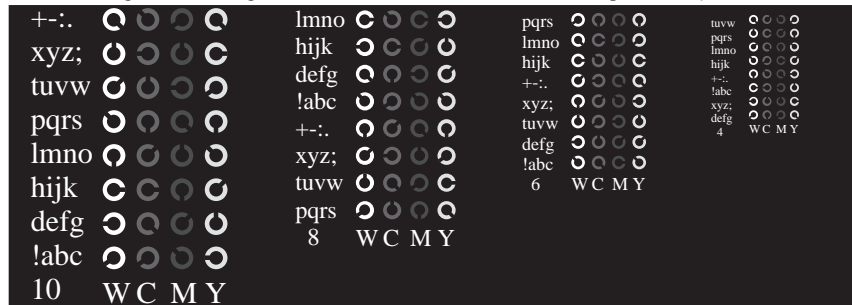 +-:.
xyz;
tuvw
pqrs
lmno
hijk
defg
!abc
10 W C M Y
lmno
hijk
defg
!abc
+-:.
xyz;
tuvw
pqrs
8 W C M Y
pqrs
lmno
hijk
+-:.
xyz;
tuvw
defg
!abc
6 W C M Y
tuvw
pqrs
lmno
hijk
+-:.
!abc
xyz;
defg
4 W C M Y